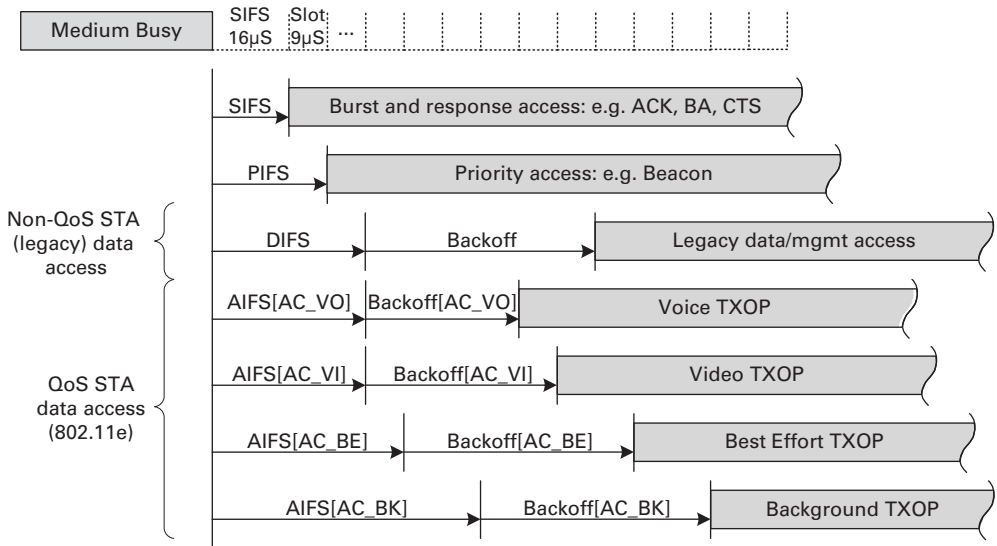 Medium Busy
SIFS
16μS
Slot
9μS
...
SIFS
Burst and response access: e.g. ACK, BA, CTS
PIFS
Priority access: e.g. Beacon
Non-QoS STA
(legacy) data
access
DIFS
Backoff
Legacy data/mgmt access
AIFS[AC_VO]
Backoff[AC_VO]
Voice TXOP
QoS STA
data access
(802.11e)
AIFS[AC_VI]
Backoff[AC_VI]
Video TXOP
AIFS[AC_BE]
Backoff[AC_BE]
Best Effort TXOP
AIFS[AC_BK]
Backoff[AC_BK]
Background TXOP